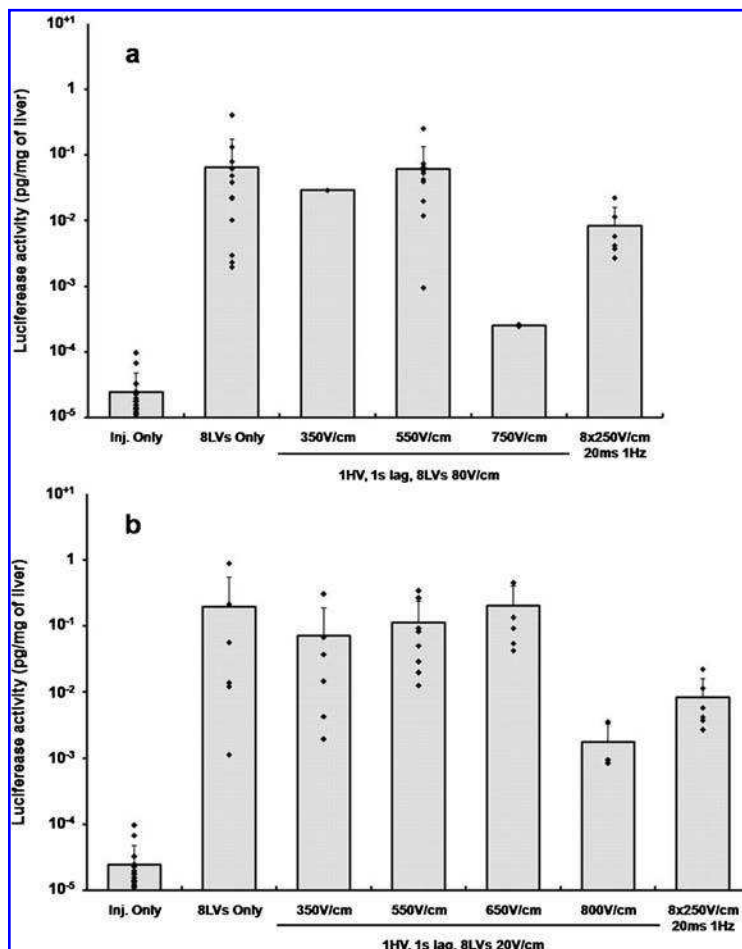 a
Luciferease activity (pg/mg of liver)
10+1
1
10-1
10-2
10-3
10-4
10-5
Inj. Only 8LVs Only 350V/cm 550V/cm 750V/cm 8x250V/cm
20ms 1Hz
1HV, 1s lag, 8LVs 80V/cm
b
Luciferease activity (pg/mg of liver)
10+1
1
10-1
10-2
10-3
10-4
10-5
Inj. Only 8LVs Only 350V/cm 550V/cm 650V/cm 800V/cm 8x250V/cm
20ms 1Hz
1HV, 1s lag, 8LVs 20V/cm